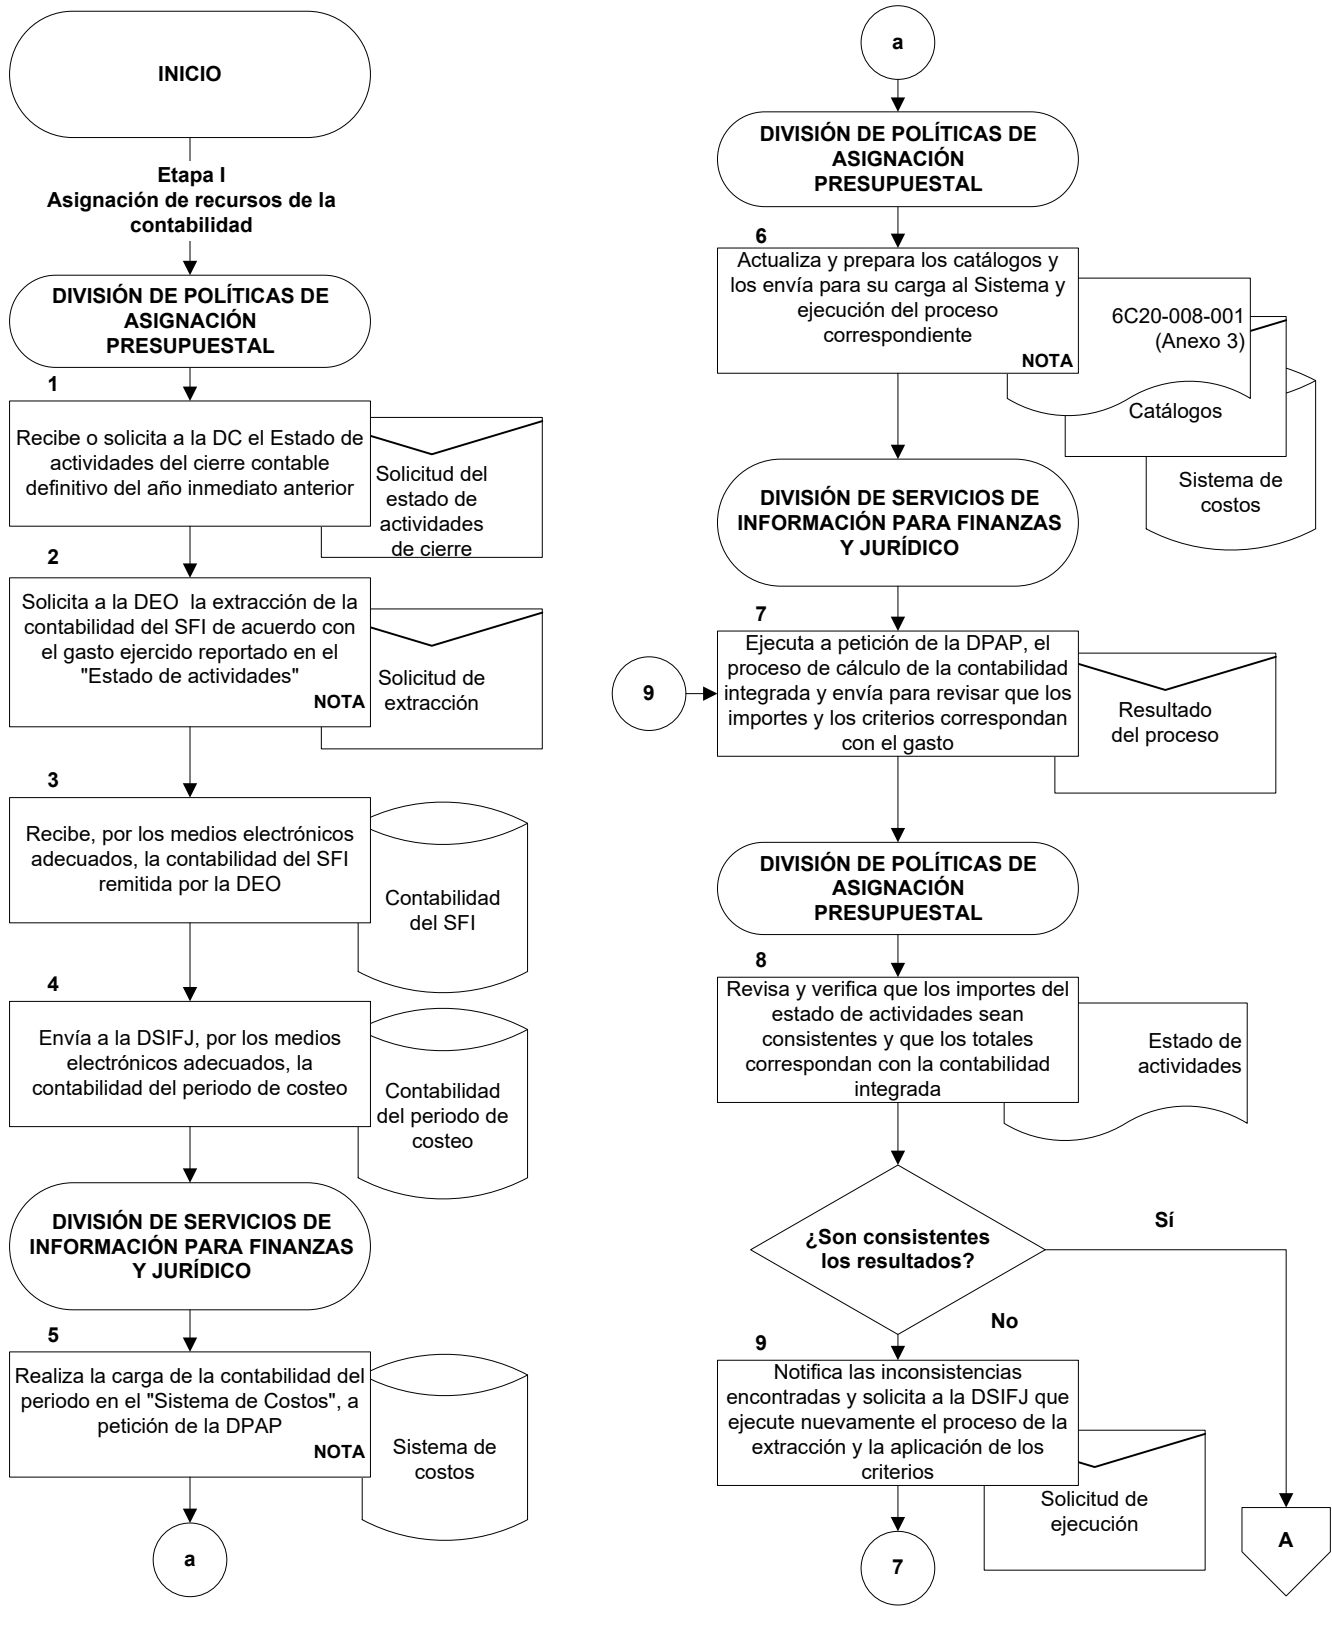 INICIO
Etapa I
Asignación de recursos de la
contabilidad
DIVISIÓN DE POLÍTICAS DE
ASIGNACIÓN
PRESUPUESTAL
1
Recibe o solicita a la DC el Estado de
actividades del cierre contable
definitivo del año inmediato anterior
Solicitud del
estado de
actividades
de cierre
2
Solicita a la DEO la extracción de la
contabilidad del SFI de acuerdo con
el gasto ejercido reportado en el
"Estado de actividades"
NOTA
Solicitud de
extracción
3
Recibe, por los medios electrónicos
adecuados, la contabilidad del SFI
remitida por la DEO
Contabilidad
del SFI
4
Envía a la DSIFJ, por los medios
electrónicos adecuados, la
contabilidad del periodo de costeo
Contabilidad
del periodo de
costeo
DIVISIÓN DE SERVICIOS DE
INFORMACIÓN PARA FINANZAS
Y JURÍDICO
5
Realiza la carga de la contabilidad del
periodo en el "Sistema de Costos", a
petición de la DPAP
NOTA
Sistema de
costos
a
a
DIVISIÓN DE POLÍTICAS DE
ASIGNACIÓN
PRESUPUESTAL
6
Actualiza y prepara los catálogos y
los envía para su carga al Sistema y
ejecución del proceso
correspondiente
NOTA
6C20-008-001
(Anexo 3)
Catálogos
Sistema de
costos
DIVISIÓN DE SERVICIOS DE
INFORMACIÓN PARA FINANZAS
Y JURÍDICO
7
9
Ejecuta a petición de la DPAP, el
proceso de cálculo de la contabilidad
integrada y envía para revisar que los
importes y los criterios correspondan
con el gasto
Resultado
del proceso
DIVISIÓN DE POLÍTICAS DE
ASIGNACIÓN
PRESUPUESTAL
8
Revisa y verifica que los importes del
estado de actividades sean
consistentes y que los totales
correspondan con la contabilidad
integrada
Estado de
actividades
¿Son consistentes
los resultados?
Sí
No
9
Notifica las inconsistencias
encontradas y solicita a la DSIFJ que
ejecute nuevamente el proceso de la
extracción y la aplicación de los
criterios
Solicitud de
ejecución
7
A